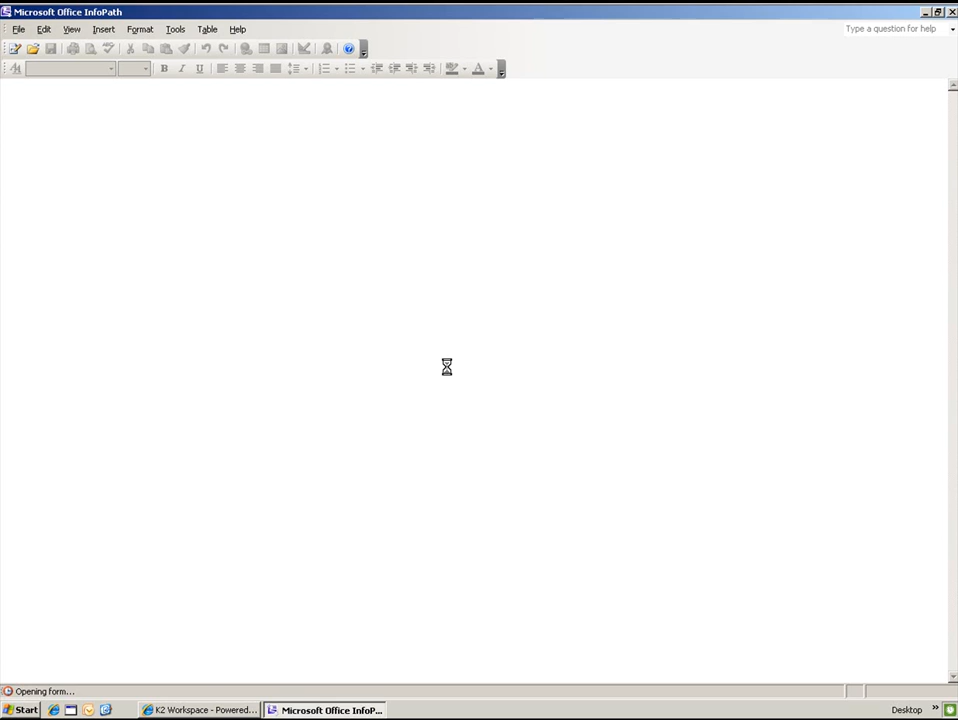 Microsoft Office InfoPath
File Edit View Insert Format Tools Table Help Type a question for help
B I U
Opening form...
Start K2 Workspace - Powered... Microsoft Office InfoP... Desktop »